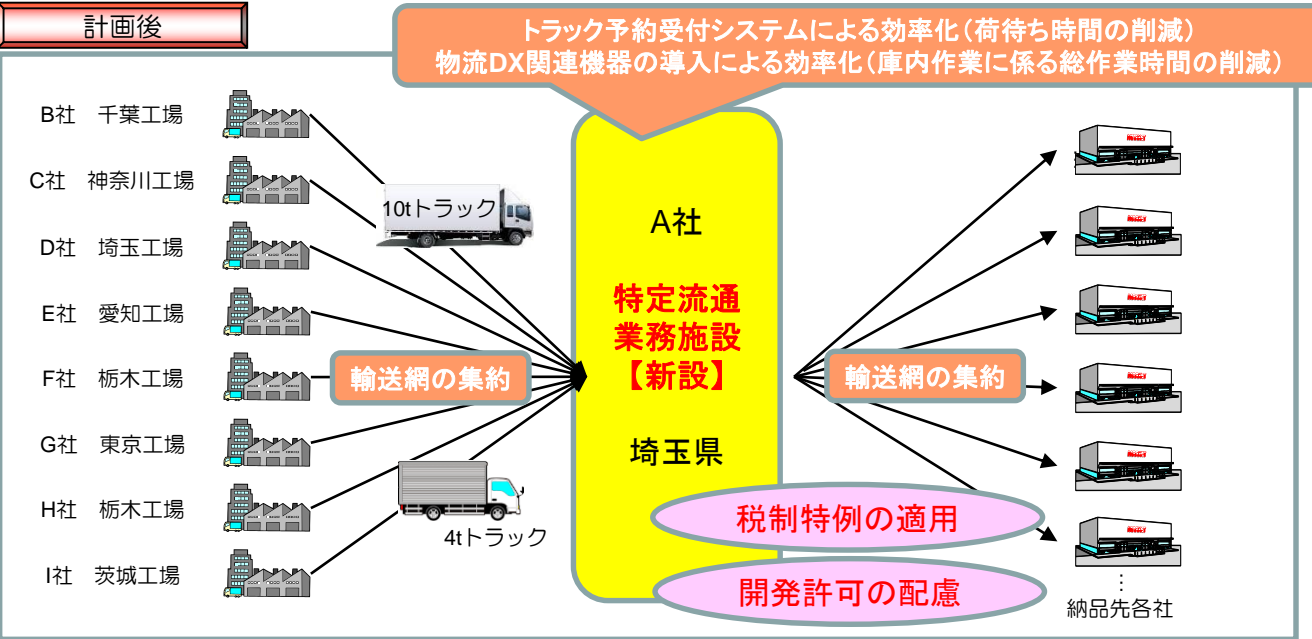 計画後
トラック予約受付システムによる効率化(荷待ち時間の削減)
物流DX関連機器の導入による効率化(庫内作業に係る総作業時間の削減)
B社 千葉工場
C社 神奈川工場
D社 埼玉工場
E社 愛知工場
F社 栃木工場
G社 東京工場
H社 栃木工場
I社 茨城工場
10tトラック
輸送網の集約
4tトラック
A社
特定流通
業務施設
【新設】
埼玉県
税制特例の適用
開発許可の配慮
輸送網の集約
⋮
納品先各社